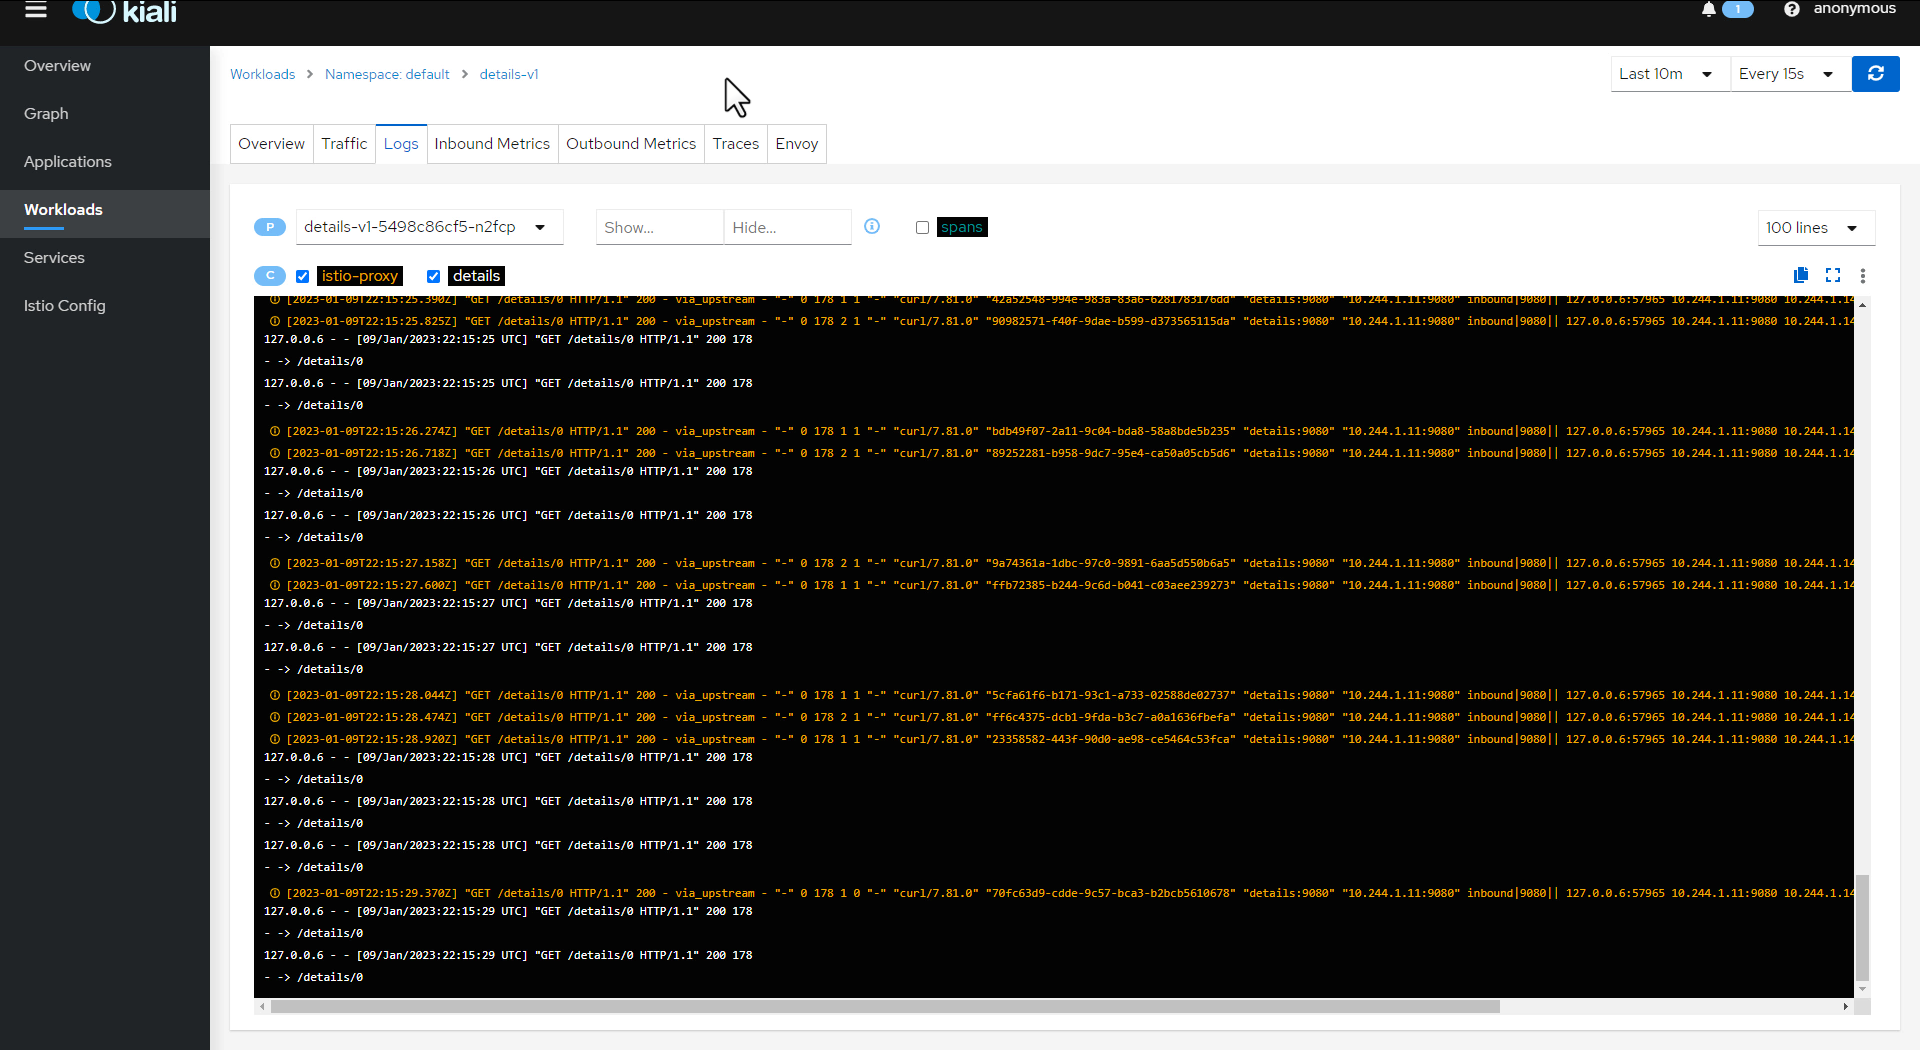 kiali
1
anonymous
Overview
Graph
Applications
Workloads
Services
Istio Config
Workloads > Namespace: default > details-v1
Last 10m
Every 15s
Overview Traffic Logs Inbound Metrics Outbound Metrics Traces Envoy
P details-v1-5498c86cf5-n2fcp Show... Hide... spans 100 lines
C istio-proxy details
[2023-01-09T22:15:25.390Z] "GET /details/0 HTTP/1.1" 200 - via_upstream - "-" 0 178 1 1 "-" "curl/7.81.0" "42a52548-994e-983a-83a6-6281783176dd" "details:9080" "10.244.1.11:9080" inbound|9080|| 127.0.0.6:57965 10.244.1.11:9080 10.244.1.14
[2023-01-09T22:15:25.825Z] "GET /details/0 HTTP/1.1" 200 - via_upstream - "-" 0 178 2 1 "-" "curl/7.81.0" "90982571-f40f-9dae-b599-d373565115da" "details:9080" "10.244.1.11:9080" inbound|9080|| 127.0.0.6:57965 10.244.1.11:9080 10.244.1.14
127.0.0.6 - - [09/Jan/2023:22:15:25 UTC] "GET /details/0 HTTP/1.1" 200 178
- -> /details/0
127.0.0.6 - - [09/Jan/2023:22:15:25 UTC] "GET /details/0 HTTP/1.1" 200 178
- -> /details/0
[2023-01-09T22:15:26.274Z] "GET /details/0 HTTP/1.1" 200 - via_upstream - "-" 0 178 1 1 "-" "curl/7.81.0" "bdb49f07-2a11-9c04-bda8-58a8bde5b235" "details:9080" "10.244.1.11:9080" inbound|9080|| 127.0.0.6:57965 10.244.1.11:9080 10.244.1.14
[2023-01-09T22:15:26.718Z] "GET /details/0 HTTP/1.1" 200 - via_upstream - "-" 0 178 2 1 "-" "curl/7.81.0" "89252281-b958-9dc7-95e4-ca50a05cb5d6" "details:9080" "10.244.1.11:9080" inbound|9080|| 127.0.0.6:57965 10.244.1.11:9080 10.244.1.14
127.0.0.6 - - [09/Jan/2023:22:15:26 UTC] "GET /details/0 HTTP/1.1" 200 178
- -> /details/0
127.0.0.6 - - [09/Jan/2023:22:15:26 UTC] "GET /details/0 HTTP/1.1" 200 178
- -> /details/0
[2023-01-09T22:15:27.158Z] "GET /details/0 HTTP/1.1" 200 - via_upstream - "-" 0 178 2 1 "-" "curl/7.81.0" "9a74361a-1dbc-97c0-9891-6aa5d550b6a5" "details:9080" "10.244.1.11:9080" inbound|9080|| 127.0.0.6:57965 10.244.1.11:9080 10.244.1.14
[2023-01-09T22:15:27.600Z] "GET /details/0 HTTP/1.1" 200 - via_upstream - "-" 0 178 1 1 "-" "curl/7.81.0" "ffb72385-b244-9c6d-b041-c03aee239273" "details:9080" "10.244.1.11:9080" inbound|9080|| 127.0.0.6:57965 10.244.1.11:9080 10.244.1.14
127.0.0.6 - - [09/Jan/2023:22:15:27 UTC] "GET /details/0 HTTP/1.1" 200 178
- -> /details/0
127.0.0.6 - - [09/Jan/2023:22:15:27 UTC] "GET /details/0 HTTP/1.1" 200 178
- -> /details/0
[2023-01-09T22:15:28.044Z] "GET /details/0 HTTP/1.1" 200 - via_upstream - "-" 0 178 1 1 "-" "curl/7.81.0" "5cfa61f6-b171-93c1-a733-02588de02737" "details:9080" "10.244.1.11:9080" inbound|9080|| 127.0.0.6:57965 10.244.1.11:9080 10.244.1.14
[2023-01-09T22:15:28.474Z] "GET /details/0 HTTP/1.1" 200 - via_upstream - "-" 0 178 2 1 "-" "curl/7.81.0" "ff6c4375-dcb1-9fda-b3c7-a0a1636fbefa" "details:9080" "10.244.1.11:9080" inbound|9080|| 127.0.0.6:57965 10.244.1.11:9080 10.244.1.14
[2023-01-09T22:15:28.920Z] "GET /details/0 HTTP/1.1" 200 - via_upstream - "-" 0 178 1 1 "-" "curl/7.81.0" "23358582-443f-90d0-ae98-ce5464c53fca" "details:9080" "10.244.1.11:9080" inbound|9080|| 127.0.0.6:57965 10.244.1.11:9080 10.244.1.14
127.0.0.6 - - [09/Jan/2023:22:15:28 UTC] "GET /details/0 HTTP/1.1" 200 178
- -> /details/0
127.0.0.6 - - [09/Jan/2023:22:15:28 UTC] "GET /details/0 HTTP/1.1" 200 178
- -> /details/0
127.0.0.6 - - [09/Jan/2023:22:15:28 UTC] "GET /details/0 HTTP/1.1" 200 178
- -> /details/0
[2023-01-09T22:15:29.370Z] "GET /details/0 HTTP/1.1" 200 - via_upstream - "-" 0 178 1 0 "-" "curl/7.81.0" "70fc63d9-cdde-9c57-bca3-b2bcb5610678" "details:9080" "10.244.1.11:9080" inbound|9080|| 127.0.0.6:57965 10.244.1.11:9080 10.244.1.14
127.0.0.6 - - [09/Jan/2023:22:15:29 UTC] "GET /details/0 HTTP/1.1" 200 178
- -> /details/0
127.0.0.6 - - [09/Jan/2023:22:15:29 UTC] "GET /details/0 HTTP/1.1" 200 178
- -> /details/0